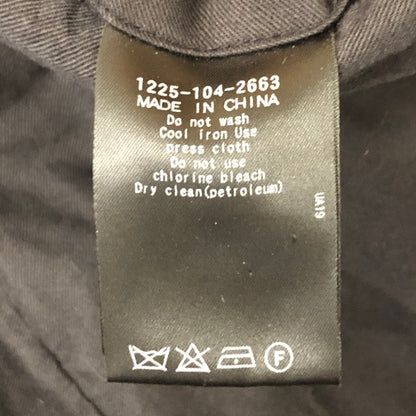 1225-104-2663
MADE IN CHINA
Do not wash
Cool iron Use
press cloth
Do not use
chlorine bleach
Dry clean(petroleum)
UA19
F